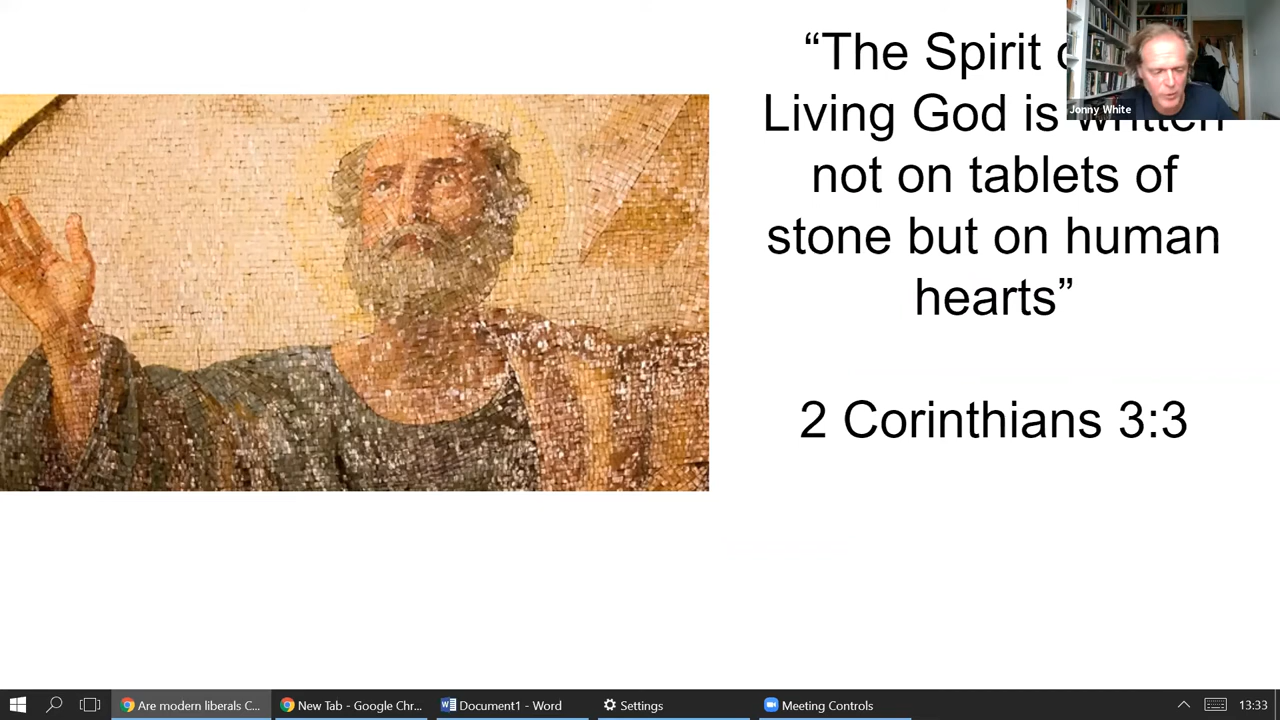 “The Spirit
Living God is written
not on tablets of
stone but on human
hearts”
2 Corinthians 3:3
Jonny White
Are modern liberals C...
New Tab - Google Chr...
Document1 - Word
Settings
Meeting Controls
13:33